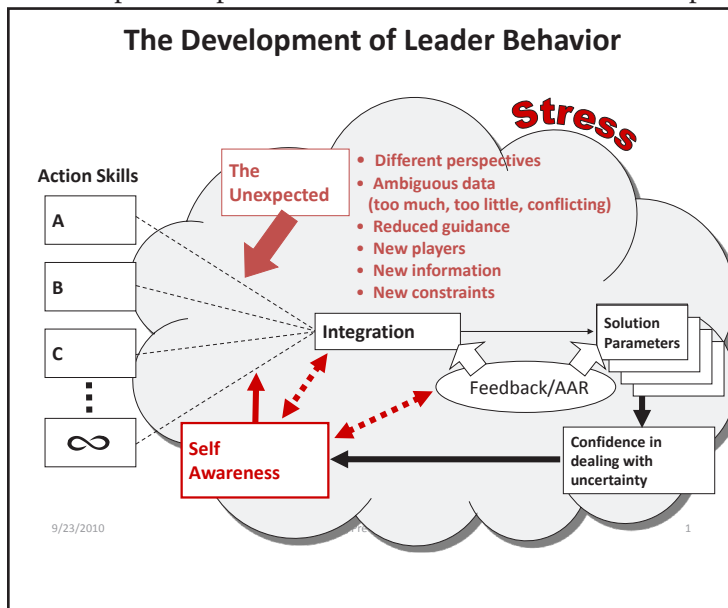 The Development of Leader Behavior
Stress
Action Skills
A
B
C
∞
The
Unexpected
• Different perspectives
• Ambiguous data
(too much, too little, conflicting)
• Reduced guidance
• New players
• New information
• New constraints
Integration
Solution
Parameters
Feedback/AAR
Self
Awareness
Confidence in
dealing with
uncertainty
9/23/2010
1